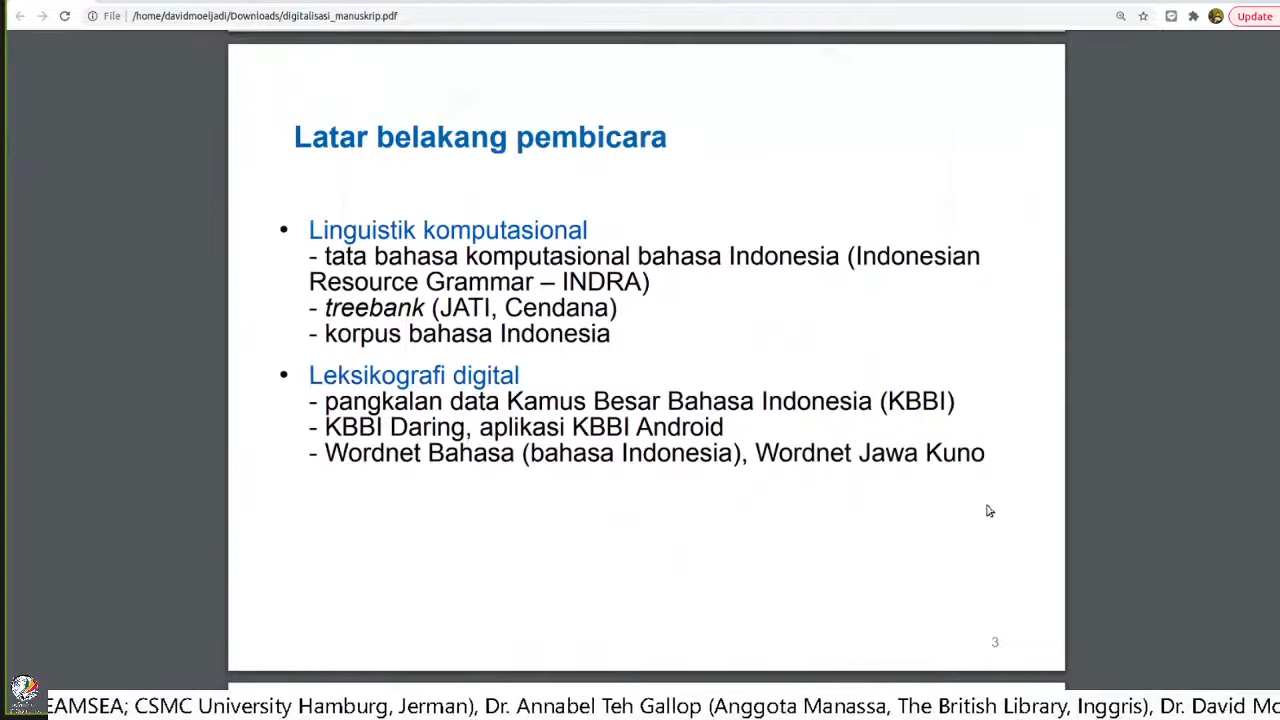 File
/home/davidmoeljadi/Downloads/digitalisasi_manuskrip.pdf
Update
Latar belakang pembicara
• Linguistik komputasional
- tata bahasa komputasional bahasa Indonesia (Indonesian
Resource Grammar – INDRA)
- treebank (JATI, Cendana)
- korpus bahasa Indonesia
• Leksikografi digital
- pangkalan data Kamus Besar Bahasa Indonesia (KBBI)
- KBBI Daring, aplikasi KBBI Android
- Wordnet Bahasa (bahasa Indonesia), Wordnet Jawa Kuno
3
EAMSEA; CSMC University Hamburg, Jerman), Dr. Annabel Teh Gallop (Anggota Manassa, The British Library, Inggris), Dr. David